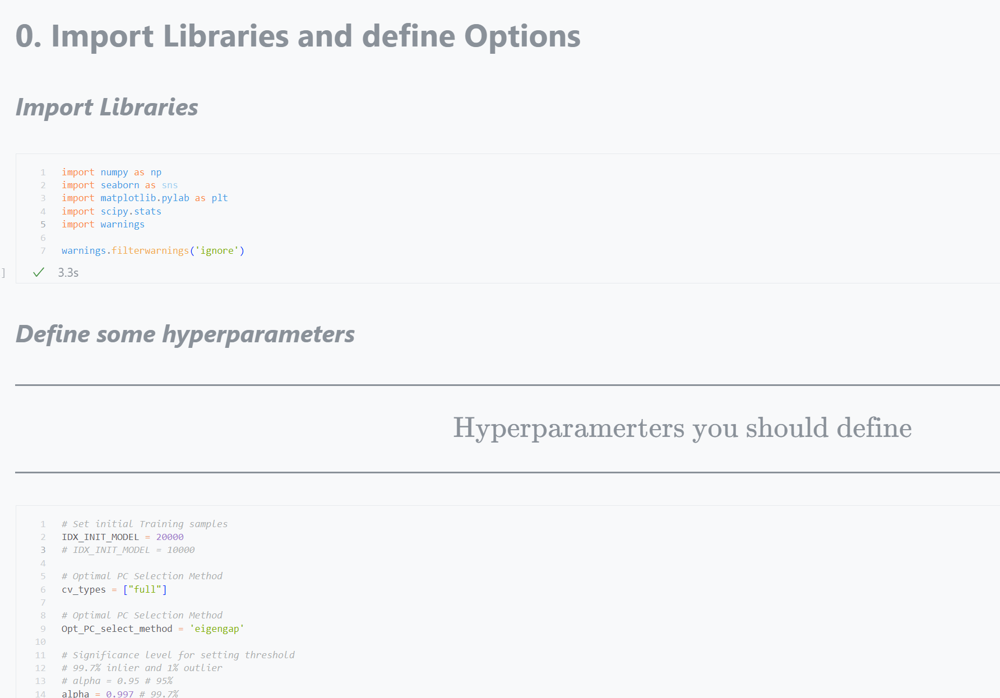 0. Import Libraries and define Options
Import Libraries
1 import numpy as np
2 import seaborn as sns
3 import matplotlib.pylab as plt
4 import scipy.stats
5 import warnings
6
7 warnings.filterwarnings('ignore')
] ✓ 3.3s
Define some hyperparameters
Hyperparamerters you should define
1 # Set initial Training samples
2 IDX_INIT_MODEL = 20000
3 # IDX_INIT_MODEL = 10000
4
5 # Optimal PC Selection Method
6 cv_types = ["full"]
7
8 # Optimal PC Selection Method
9 Opt_PC_select_method = 'eigengap'
10
11 # Significance level for setting threshold
12 # 99.7% inlier and 1% outlier
13 # alpha = 0.95 # 95%
14 alpha = 0.997 # 99.7%